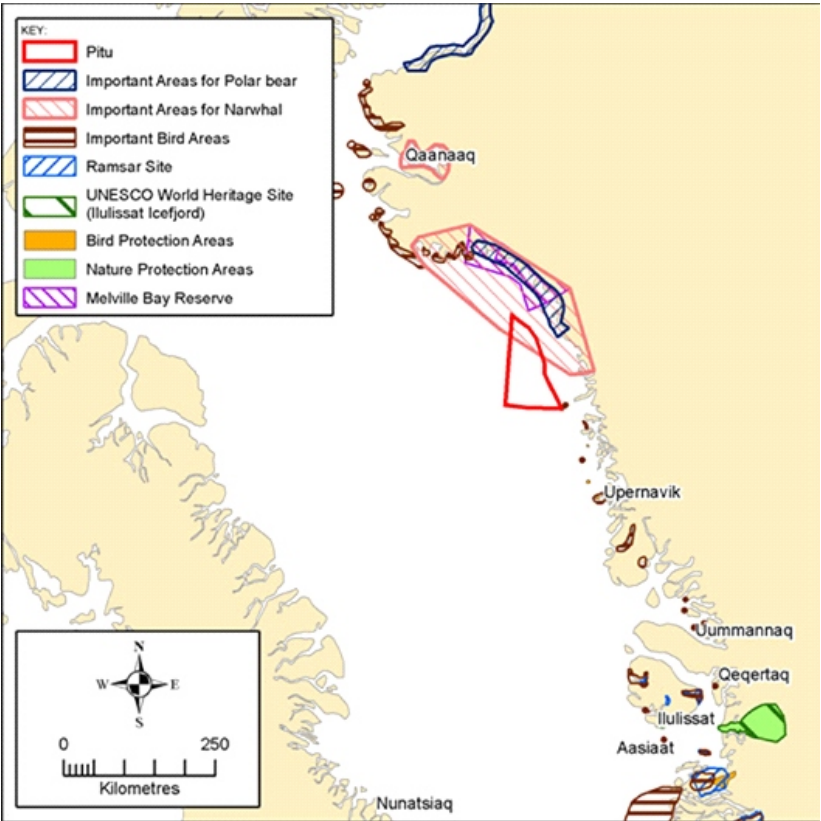 KEY:
Pitu
Important Areas for Polar bear
Important Areas for Narwhal
Important Bird Areas
Ramsar Site
UNESCO World Heritage Site
(Ilulissat Icefjord)
Bird Protection Areas
Nature Protection Areas
Melville Bay Reserve
Qaanaaq
Upernavik
Uummannaq
Qeqertaq
Ilulissat
Aasiaat
Nunatsiaq
N
W E
S
0 250
Kilometres